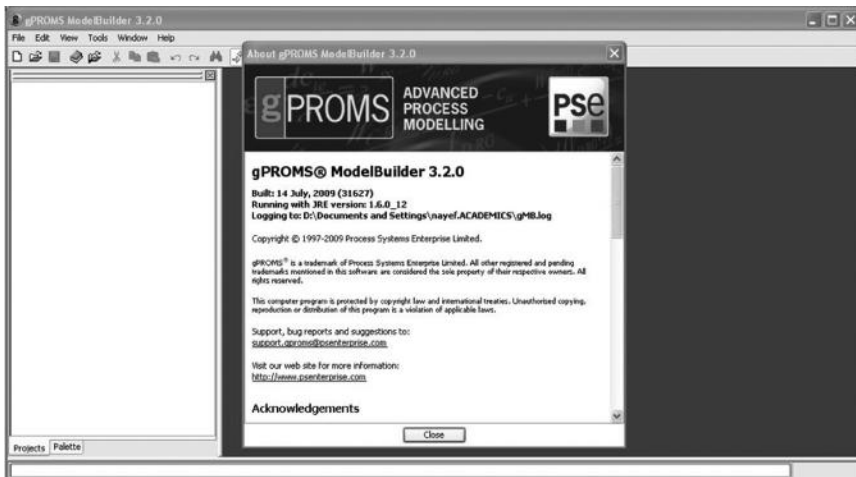 gPROMS ModelBuilder 3.2.0
File Edit View Tools Window Help
About gPROMS ModelBuilder 3.2.0
gPROMS
ADVANCED
PROCESS
MODELLING
PSe
gPROMS® ModelBuilder 3.2.0
Built: 14 July, 2009 (31627)
Running with JRE version: 1.6.0_12
Logging to: D:\Documents and Settings\nayef.ACADEMICS\gMB.log
Copyright © 1997-2009 Process Systems Enterprise Limited.
gPROMS® is a trademark of Process Systems Enterprise Limited. All other registered and pending
trademarks mentioned in this software are considered the sole property of their respective owners. All
rights reserved.
This computer program is protected by copyright law and international treaties. Unauthorised copying,
reproduction or distribution of this program is a violation of applicable laws.
Support, bug reports and suggestions to:
support.gproms@psenterprise.com
Visit our web site for more information:
http://www.psenterprise.com
Acknowledgements
Close
Projects Palette